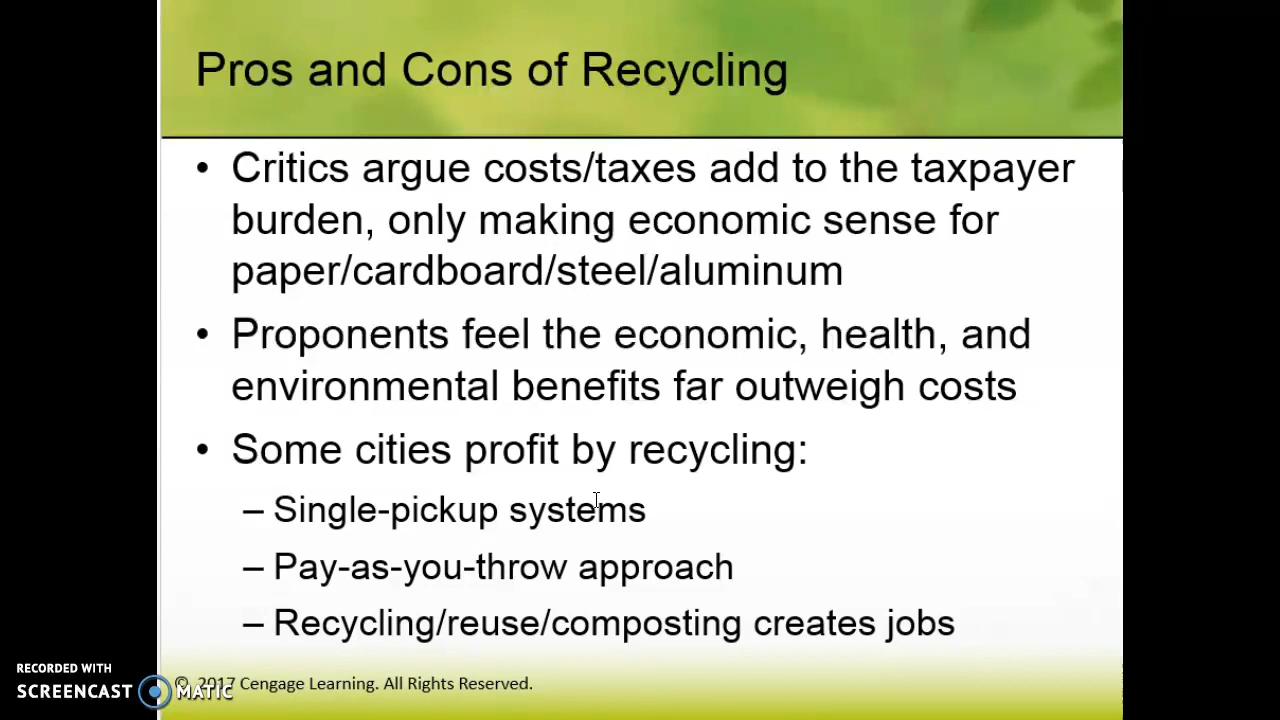 Pros and Cons of Recycling
• Critics argue costs/taxes add to the taxpayer
burden, only making economic sense for
paper/cardboard/steel/aluminum
• Proponents feel the economic, health, and
environmental benefits far outweigh costs
• Some cities profit by recycling:
– Single-pickup systems
– Pay-as-you-throw approach
– Recycling/reuse/composting creates jobs
RECORDED WITH
SCREENCAST MATIC
© 2017 Cengage Learning. All Rights Reserved.